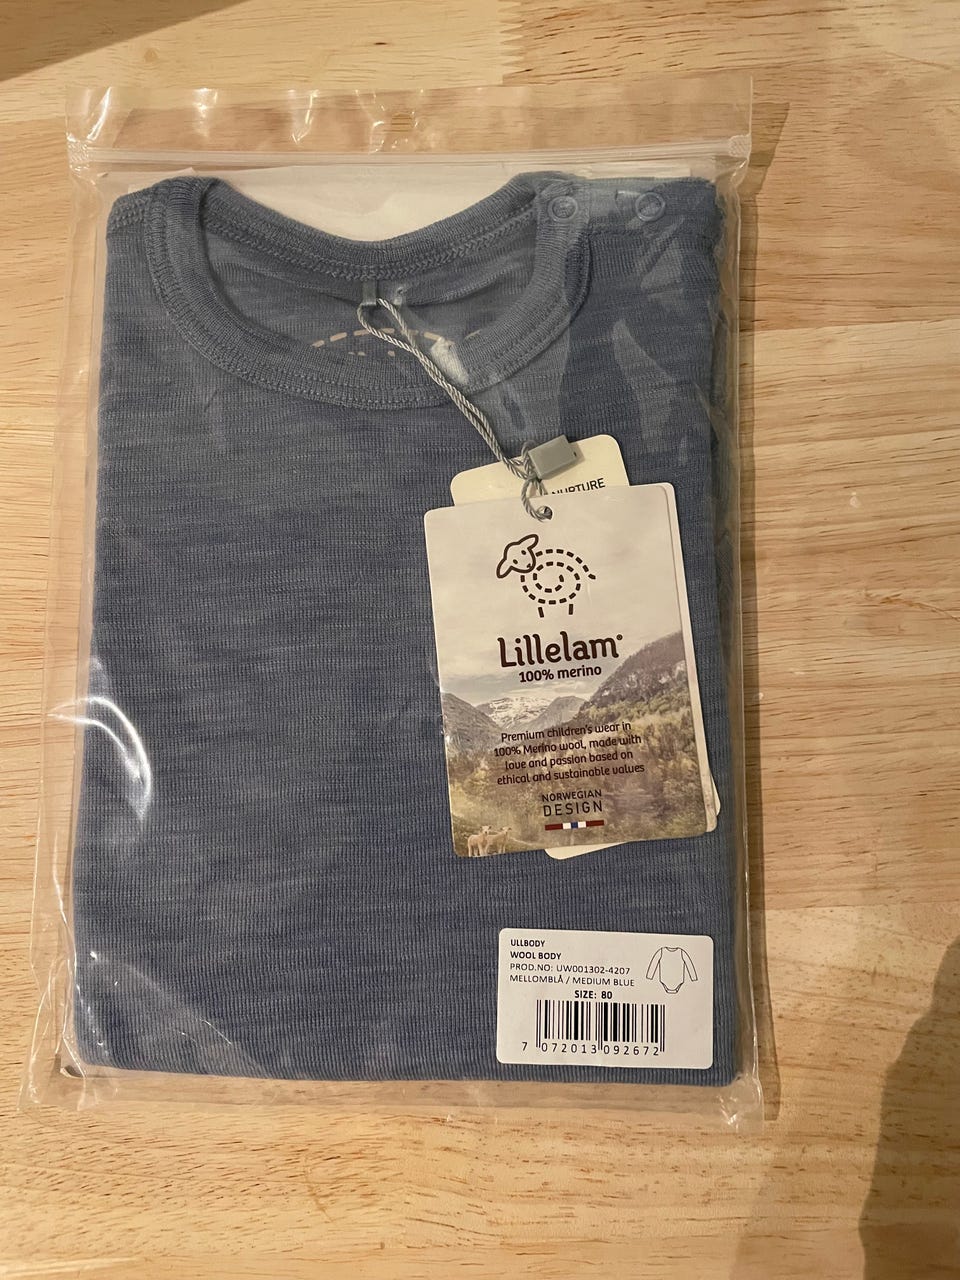 NURTURE
Lillelam®
100% merino
Premium children's wear in
100% Merino wool, made with
love and passion based on
ethical and sustainable values
NORWEGIAN
DESIGN
ULLBODY
WOOL BODY
PROD.NO: UW001302-4207
MELLOMBLÅ / MEDIUM BLUE
SIZE: 80
7 072013 092672